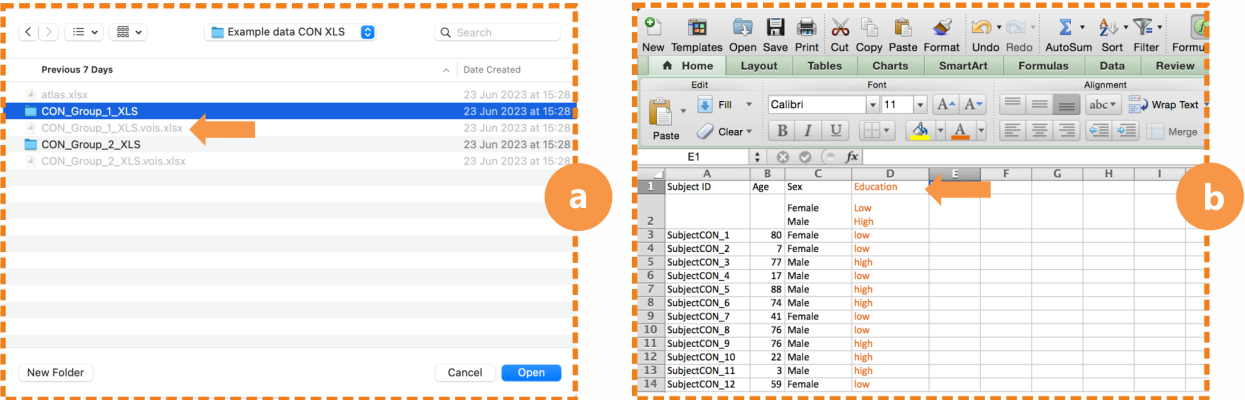 Example data CON XLS
Search
Previous 7 Days
Date Created
atlas.xlsx 23 Jun 2023 at 15:28
CON_Group_1_XLS 23 Jun 2023 at 15:28
CON_Group_1_XLS.vois.xlsx 23 Jun 2023 at 15:28
CON_Group_2_XLS 23 Jun 2023 at 15:28
CON_Group_2_XLS.vois.xlsx 23 Jun 2023 at 15:28
New Folder
Cancel
Open
a
New Templates Open Save Print Cut Copy Paste Format Undo Redo AutoSum Sort Filter Formu
Home Layout Tables Charts SmartArt Formulas Data Review
Edit Font Alignment
Fill Calibri 11 A A abc Wrap Text
Paste Clear B I U A Merge
E1 fx
A B C D E F G H I
1 Subject ID Age Sex Education
Female Low
2 Male High
3 SubjectCON_1 80 Female low
4 SubjectCON_2 7 Female low
5 SubjectCON_3 77 Male high
6 SubjectCON_4 17 Male low
7 SubjectCON_5 88 Male high
8 SubjectCON_6 74 Male high
9 SubjectCON_7 41 Female low
10 SubjectCON_8 76 Male low
11 SubjectCON_9 76 Male high
12 SubjectCON_10 22 Male high
13 SubjectCON_11 3 Male high
14 SubjectCON_12 59 Female low
b